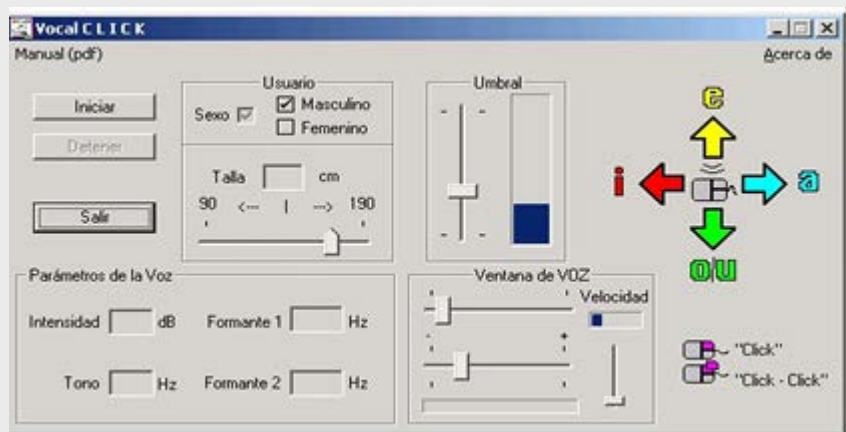 Vocal C L I C K
Manual (pdf)
Acerca de
Iniciar
Detener
Salir
Usuario
Sexo
Masculino
Femenino
Talla cm
90 <--- | ---> 190
Umbral
e
i
a
o/u
Parámetros de la Voz
Intensidad dB
Formante 1 Hz
Tono Hz
Formante 2 Hz
Ventana de VOZ
Velocidad
- +
"Click"
"Click - Click"